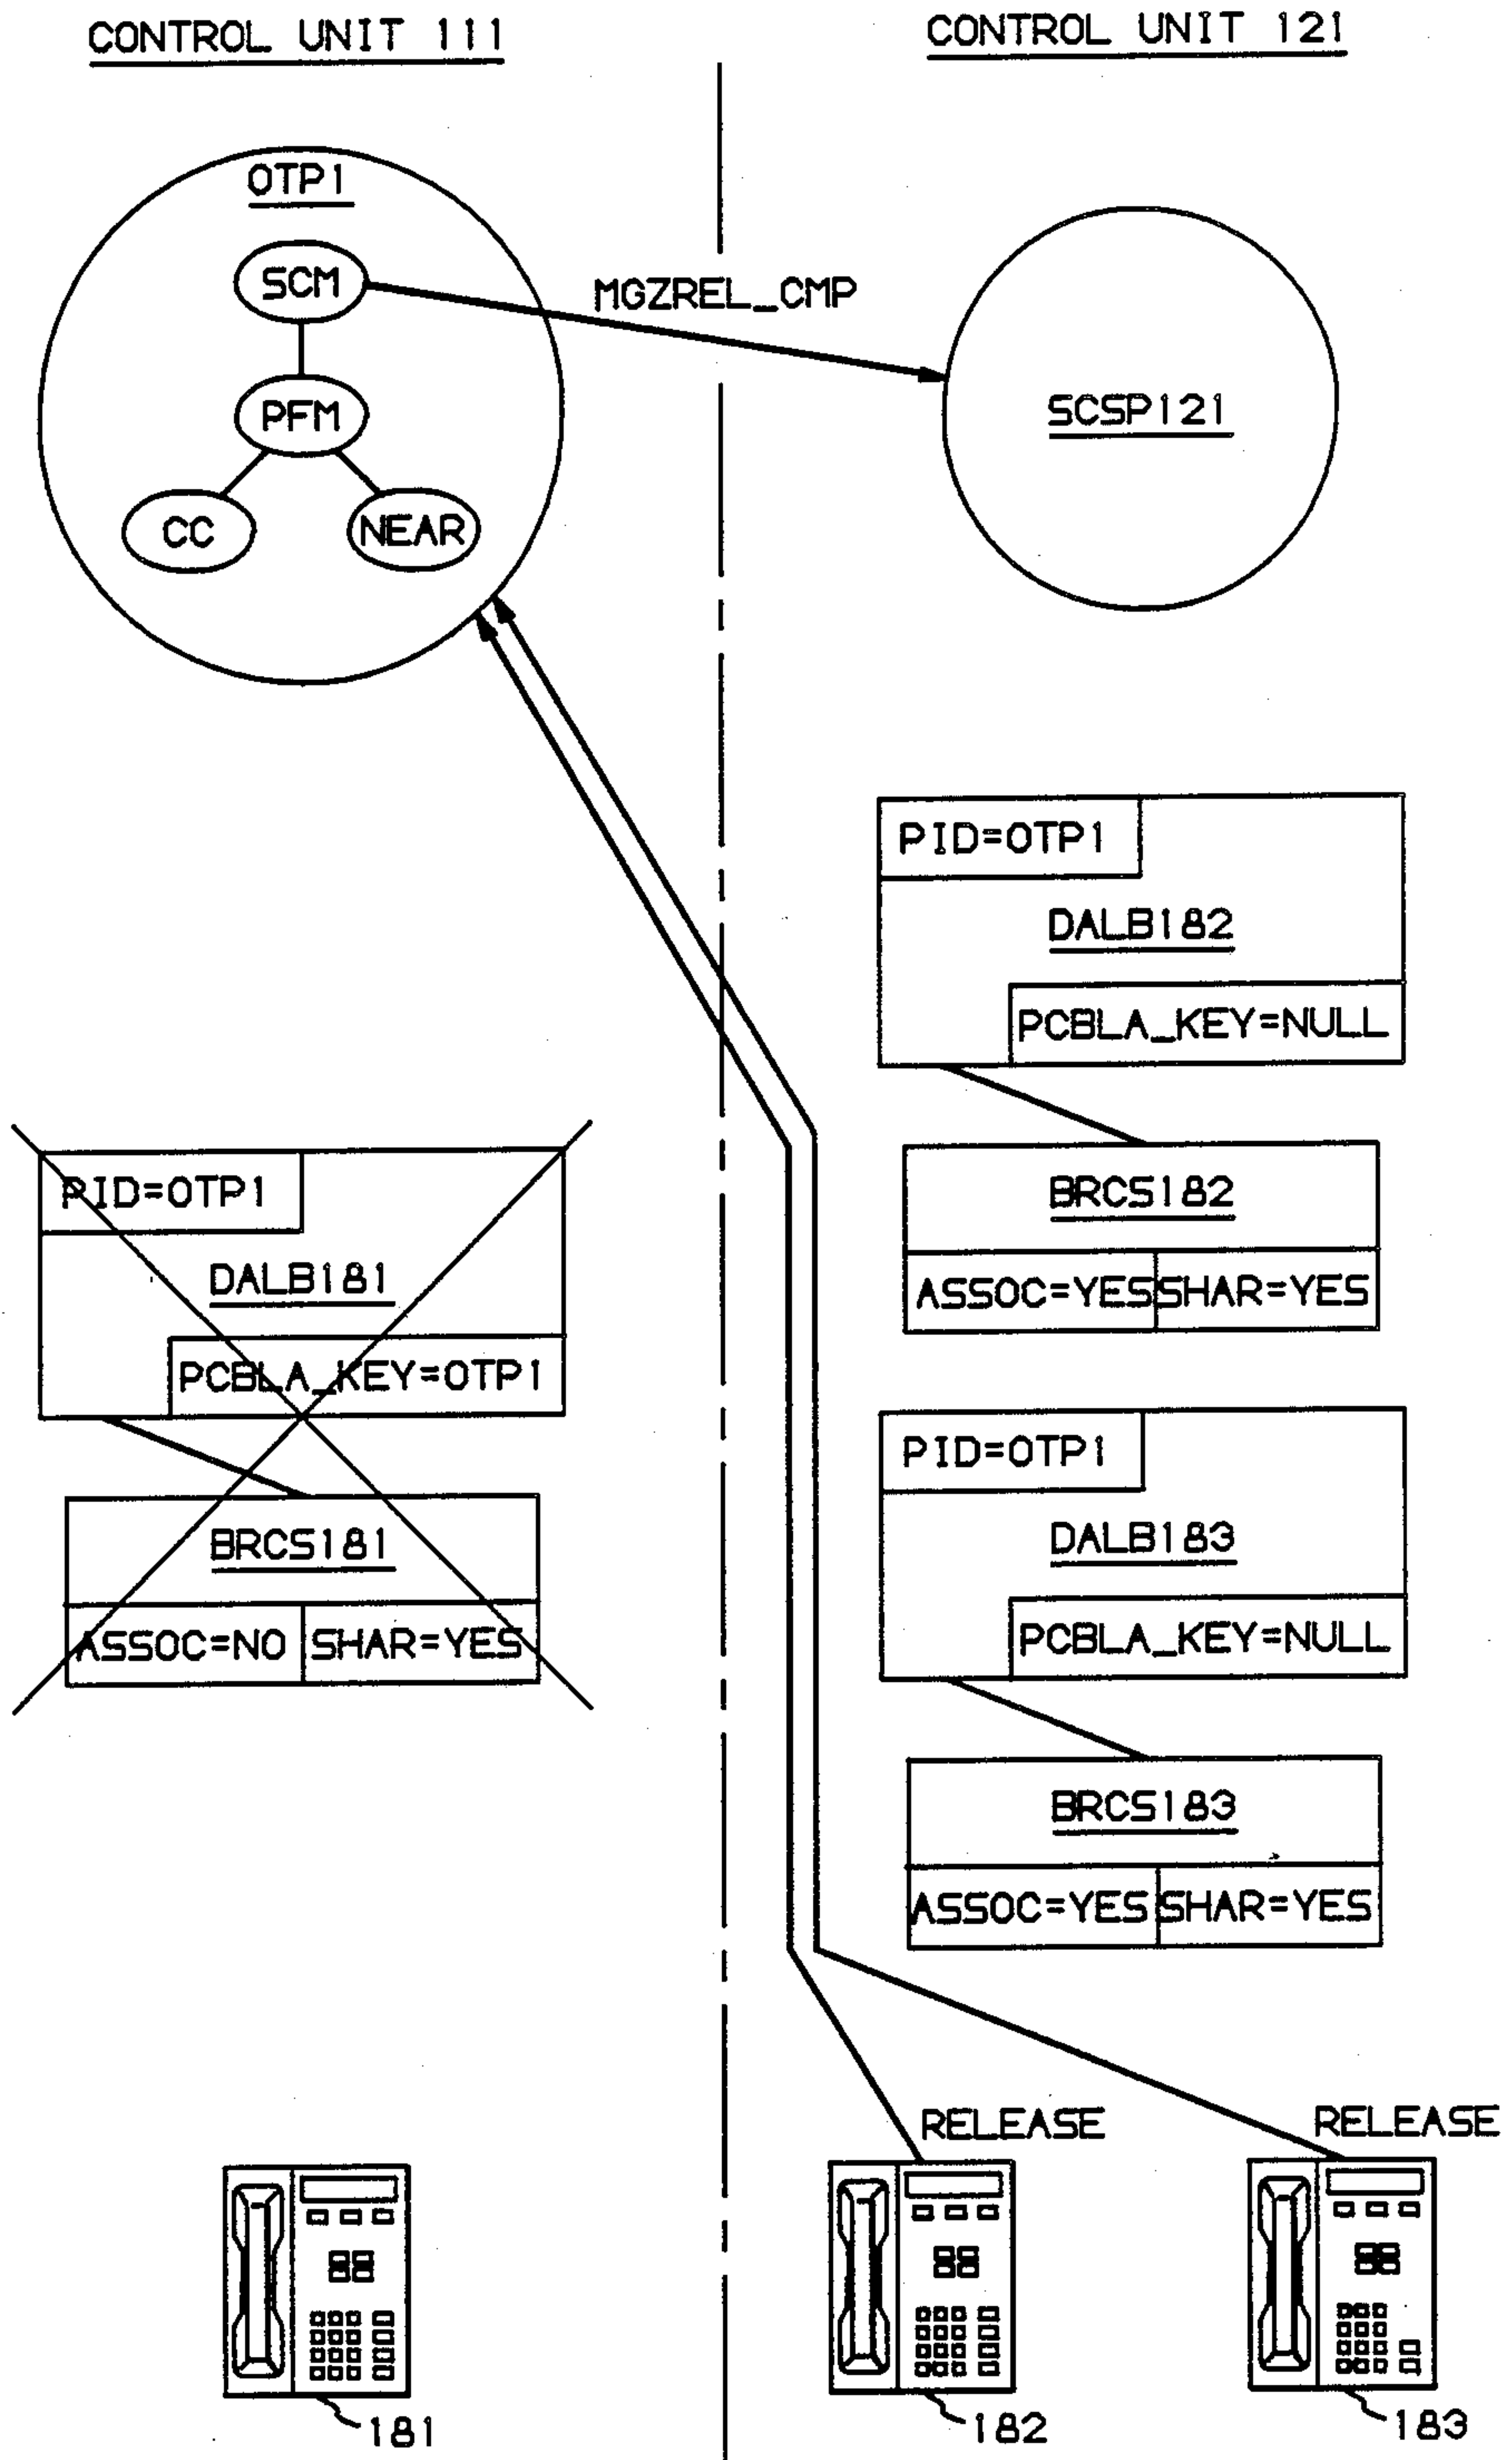 CONTROL UNIT 111
CONTROL UNIT 121
OTP1
SCM
MGZREL_CMP
PFM
SCSP121
CC
NEAR
PID=OTP1
DALB182
PCBLA_KEY=NULL
BRCS182
ASSOC=YES SHAR=YES
PID=OTP1
DALB181
PCBLA_KEY=OTP1
BRCS181
ASSOC=NO SHAR=YES
PID=OTP1
DALB183
PCBLA_KEY=NULL
BRCS183
ASSOC=YES SHAR=YES
RELEASE
RELEASE
181
182
183